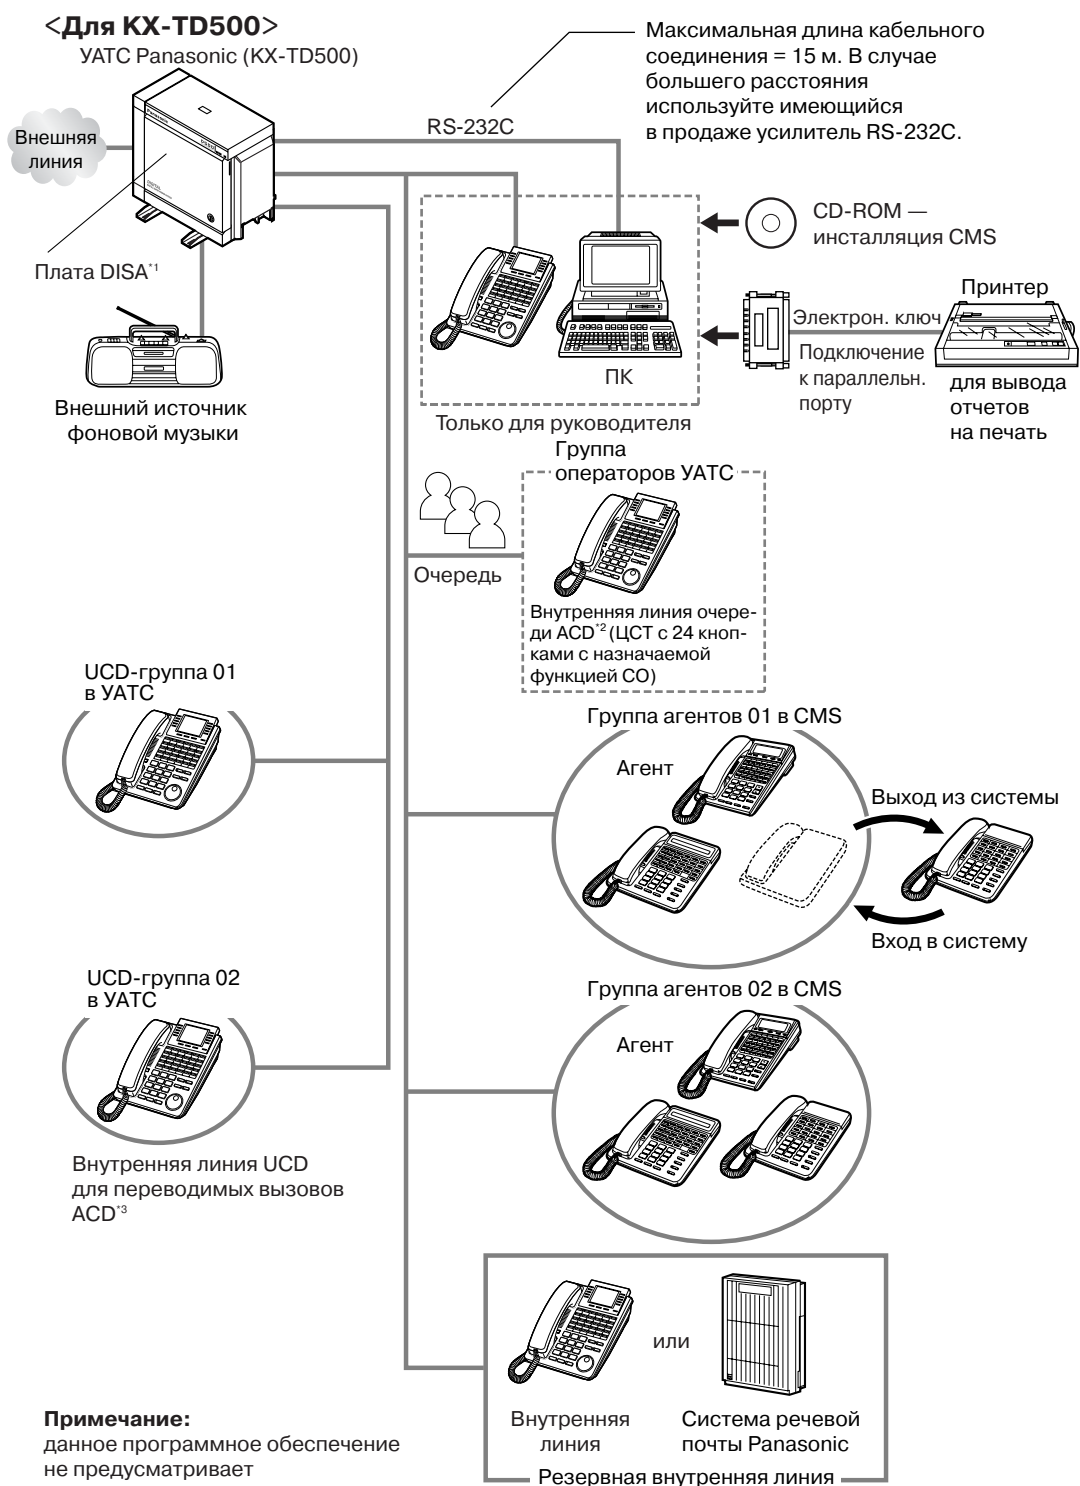 <Для KX-TD500>
УАТС Panasonic (KX-TD500)
Максимальная длина кабельного
соединения = 15 м. В случае
большего расстояния
используйте имеющийся
в продаже усилитель RS-232C.
RS-232C
Внешняя
линия
CD-ROM —
инсталляция CMS
Плата DISA*1
Принтер
Электрон. ключ
Подключение
к параллельн.
порту
ПК
для вывода
отчетов
на печать
Внешний источник
фоновой музыки
Только для руководителя
Группа
операторов УАТС
Очередь
Внутренняя линия очере-
ди ACD*2 (ЦСТ с 24 кноп-
ками с назначаемой
функцией CO)
UCD-группа 01
в УАТС
Группа агентов 01 в CMS
Агент
Выход из системы
Вход в систему
UCD-группа 02
в УАТС
Группа агентов 02 в CMS
Агент
Внутренняя линия UCD
для переводимых вызовов
ACD*3
или
Внутренняя
линия
Система речевой
почты Panasonic
Резервная внутренняя линия
Примечание:
данное программное обеспечение
не предусматривает